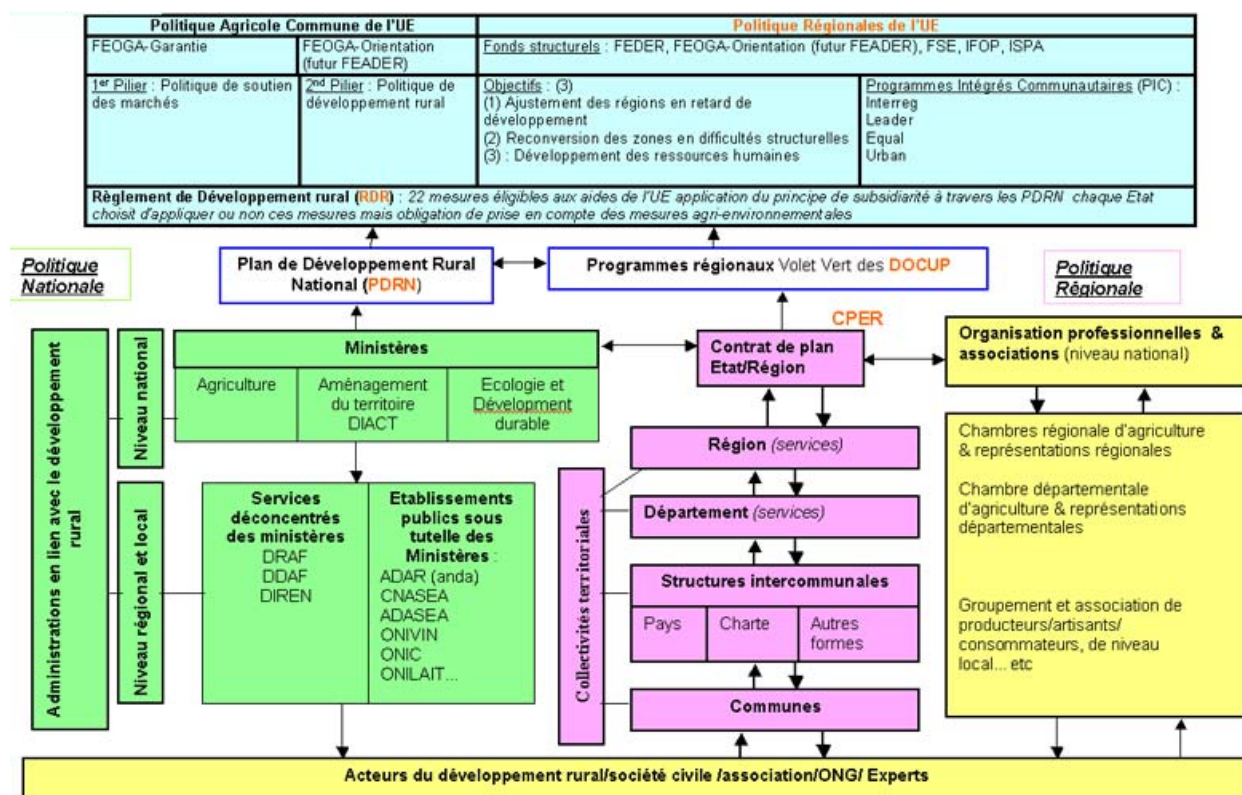 Politique Agricole Commune de l'UE
Politique Régionales de l'UE
FEOGA-Garantie
FEOGA-Orientation
(futur FEADER)
Fonds structurels : FEDER, FEOGA-Orientation (futur FEADER), FSE, IFOP, ISPA
1er Pilier : Politique de soutien
des marchés
2nd Pilier : Politique de
développement rural
Objectifs : (3)
(1) Ajustement des régions en retard de
développement
(2) Reconversion des zones en difficultés structurelles
(3) : Développement des ressources humaines
Programmes Intégrés Communautaires (PIC) :
Interreg
Leader
Equal
Urban
Règlement de Développement rural (RDR) : 22 mesures éligibles aux aides de l'UE application du principe de subsidiarité à travers les PDRN chaque Etat
choisit d'appliquer ou non ces mesures mais obligation de prise en compte des mesures agri-environnementales
Politique
Nationale
Plan de Développement Rural
National (PDRN)
Programmes régionaux Volet Vert des DOCUP
Politique
Régionale
Administrations en lien avec le développement
rural
Niveau national
Ministères
Agriculture
Aménagement
du territoire
DIACT
Ecologie et
Dévelopment
durable
CPER
Contrat de plan
Etat/Région
Organisation professionnelles &
associations (niveau national)
Niveau régional et local
Services
déconcentrés
des ministères
DRAF
DDAF
DIREN
Etablissements
publics sous
tutelle des
Ministères :
ADAR (anda)
CNASEA
ADASEA
ONIVIN
ONIC
ONILAIT...
Collectivités territoriales
Région (services)
Département (services)
Structures intercommunales
Pays
Charte
Autres
formes
Communes
Chambres régionale d'agriculture
& représentations régionales
Chambre départementale
d'agriculture & représentations
départementales
Groupement et association de
producteurs/artisants/
consommateurs, de niveau
local... etc
Acteurs du développement rural/société civile /association/ONG/ Experts